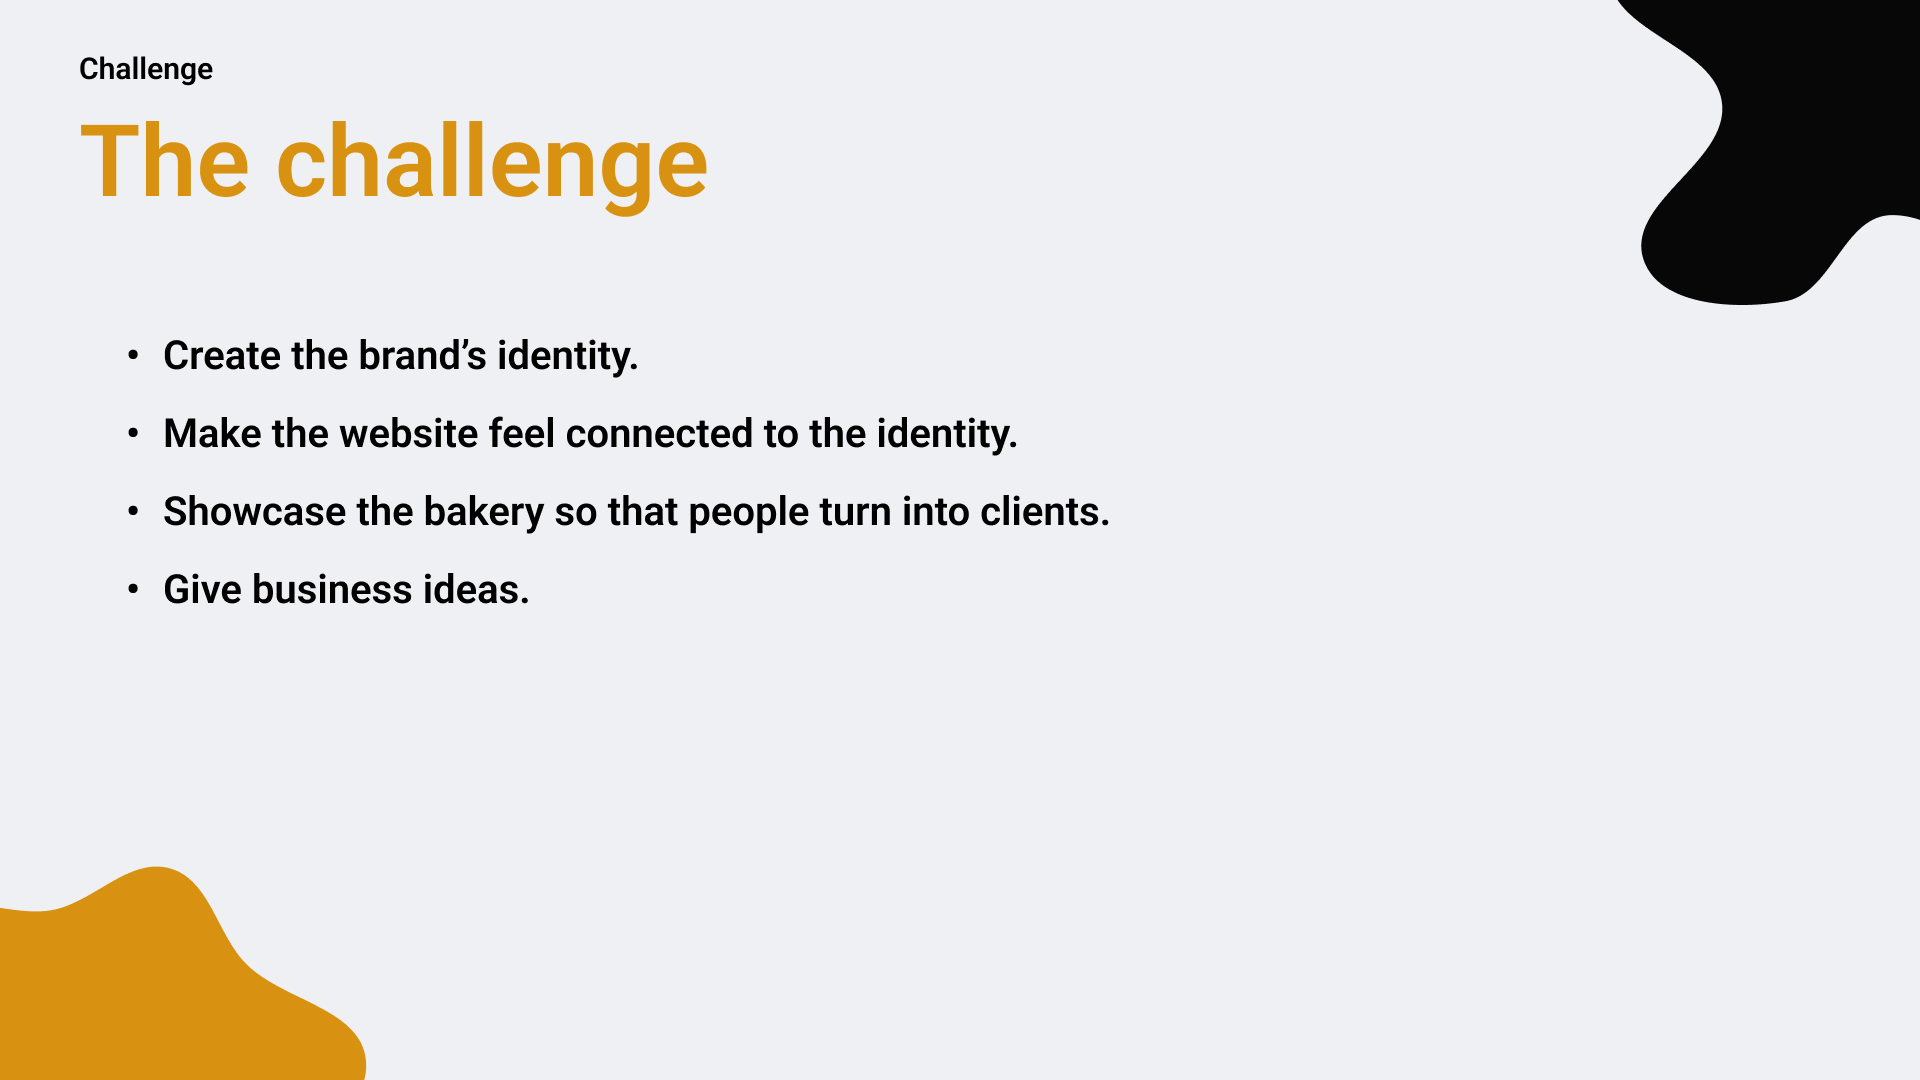 Challenge
The challenge
• Create the brand’s identity.
• Make the website feel connected to the identity.
• Showcase the bakery so that people turn into clients.
• Give business ideas.